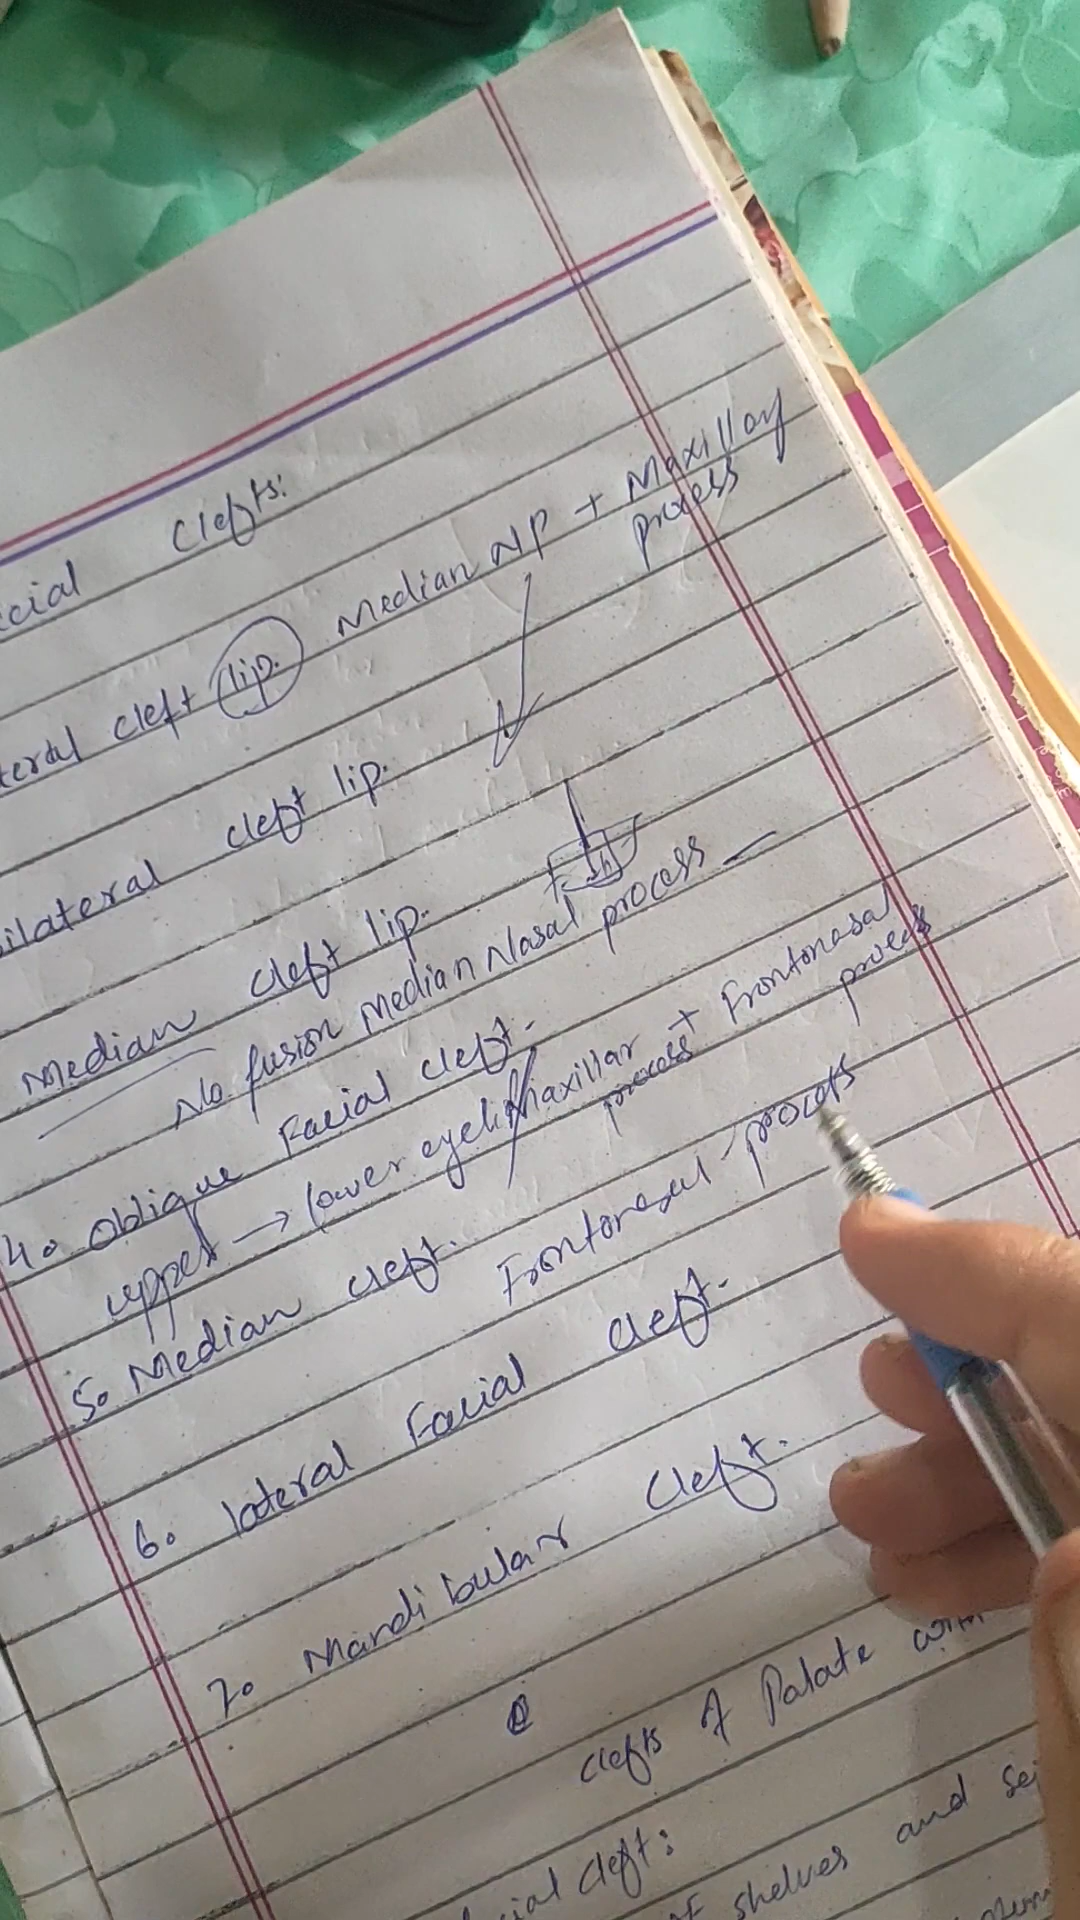 cial Clefts:
teral cleft lip. Median NP + Maxillary
process
ilateral cleft lip.
Median cleft lip.
No fusion Median Nasal process —
4. Oblique Facial cleft.
upper → lower eyelid Maxillar + Frontonasal
process process
5. Median cleft. Frontonasal process
6. lateral Facial cleft.
7. Mandibular cleft.
Clefts of Palate with
cial cleft:
of shelves and